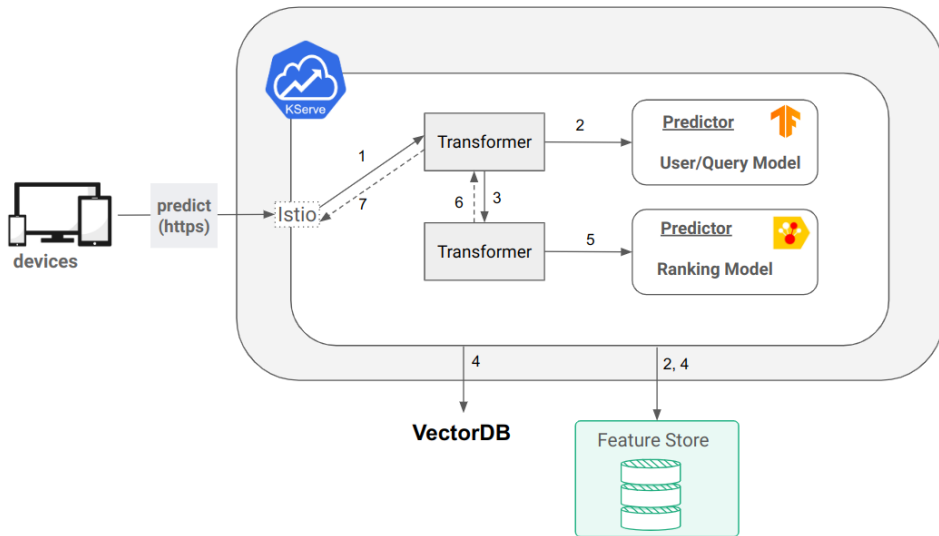 KServe
Transformer
2
Predictor
User/Query Model
1
7
6
3
predict
(https)
Istio
devices
Transformer
5
Predictor
Ranking Model
4
2, 4
VectorDB
Feature Store